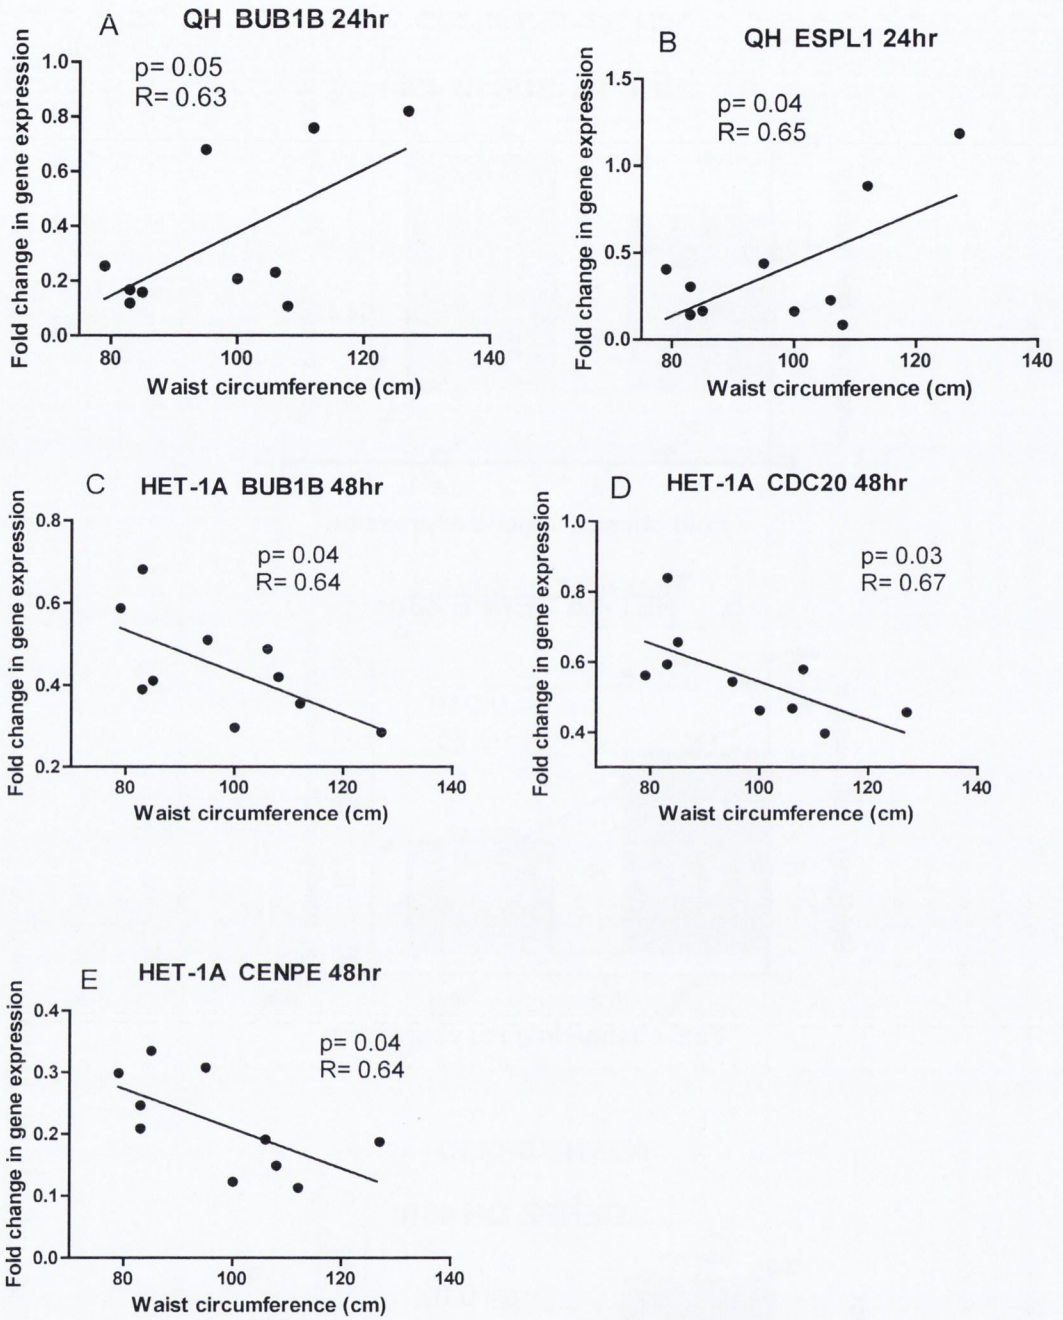 A
QH BUB1B 24hr
p= 0.05
R= 0.63
Fold change in gene expression
1.0
0.8
0.6
0.4
0.2
0.0
80
100
120
140
Waist circumference (cm)
B
QH ESPL1 24hr
p= 0.04
R= 0.65
Fold change in gene expression
1.5
1.0
0.5
0.0
80
100
120
140
Waist circumference (cm)
C
HET-1A BUB1B 48hr
p= 0.04
R= 0.64
Fold change in gene expression
0.8
0.6
0.4
0.2
80
100
120
140
Waist circumference (cm)
D
HET-1A CDC20 48hr
p= 0.03
R= 0.67
Fold change in gene expression
1.0
0.8
0.6
0.4
80
100
120
140
Waist circumference (cm)
E
HET-1A CENPE 48hr
p= 0.04
R= 0.64
Fold change in gene expression
0.4
0.3
0.2
0.1
0.0
80
100
120
140
Waist circumference (cm)